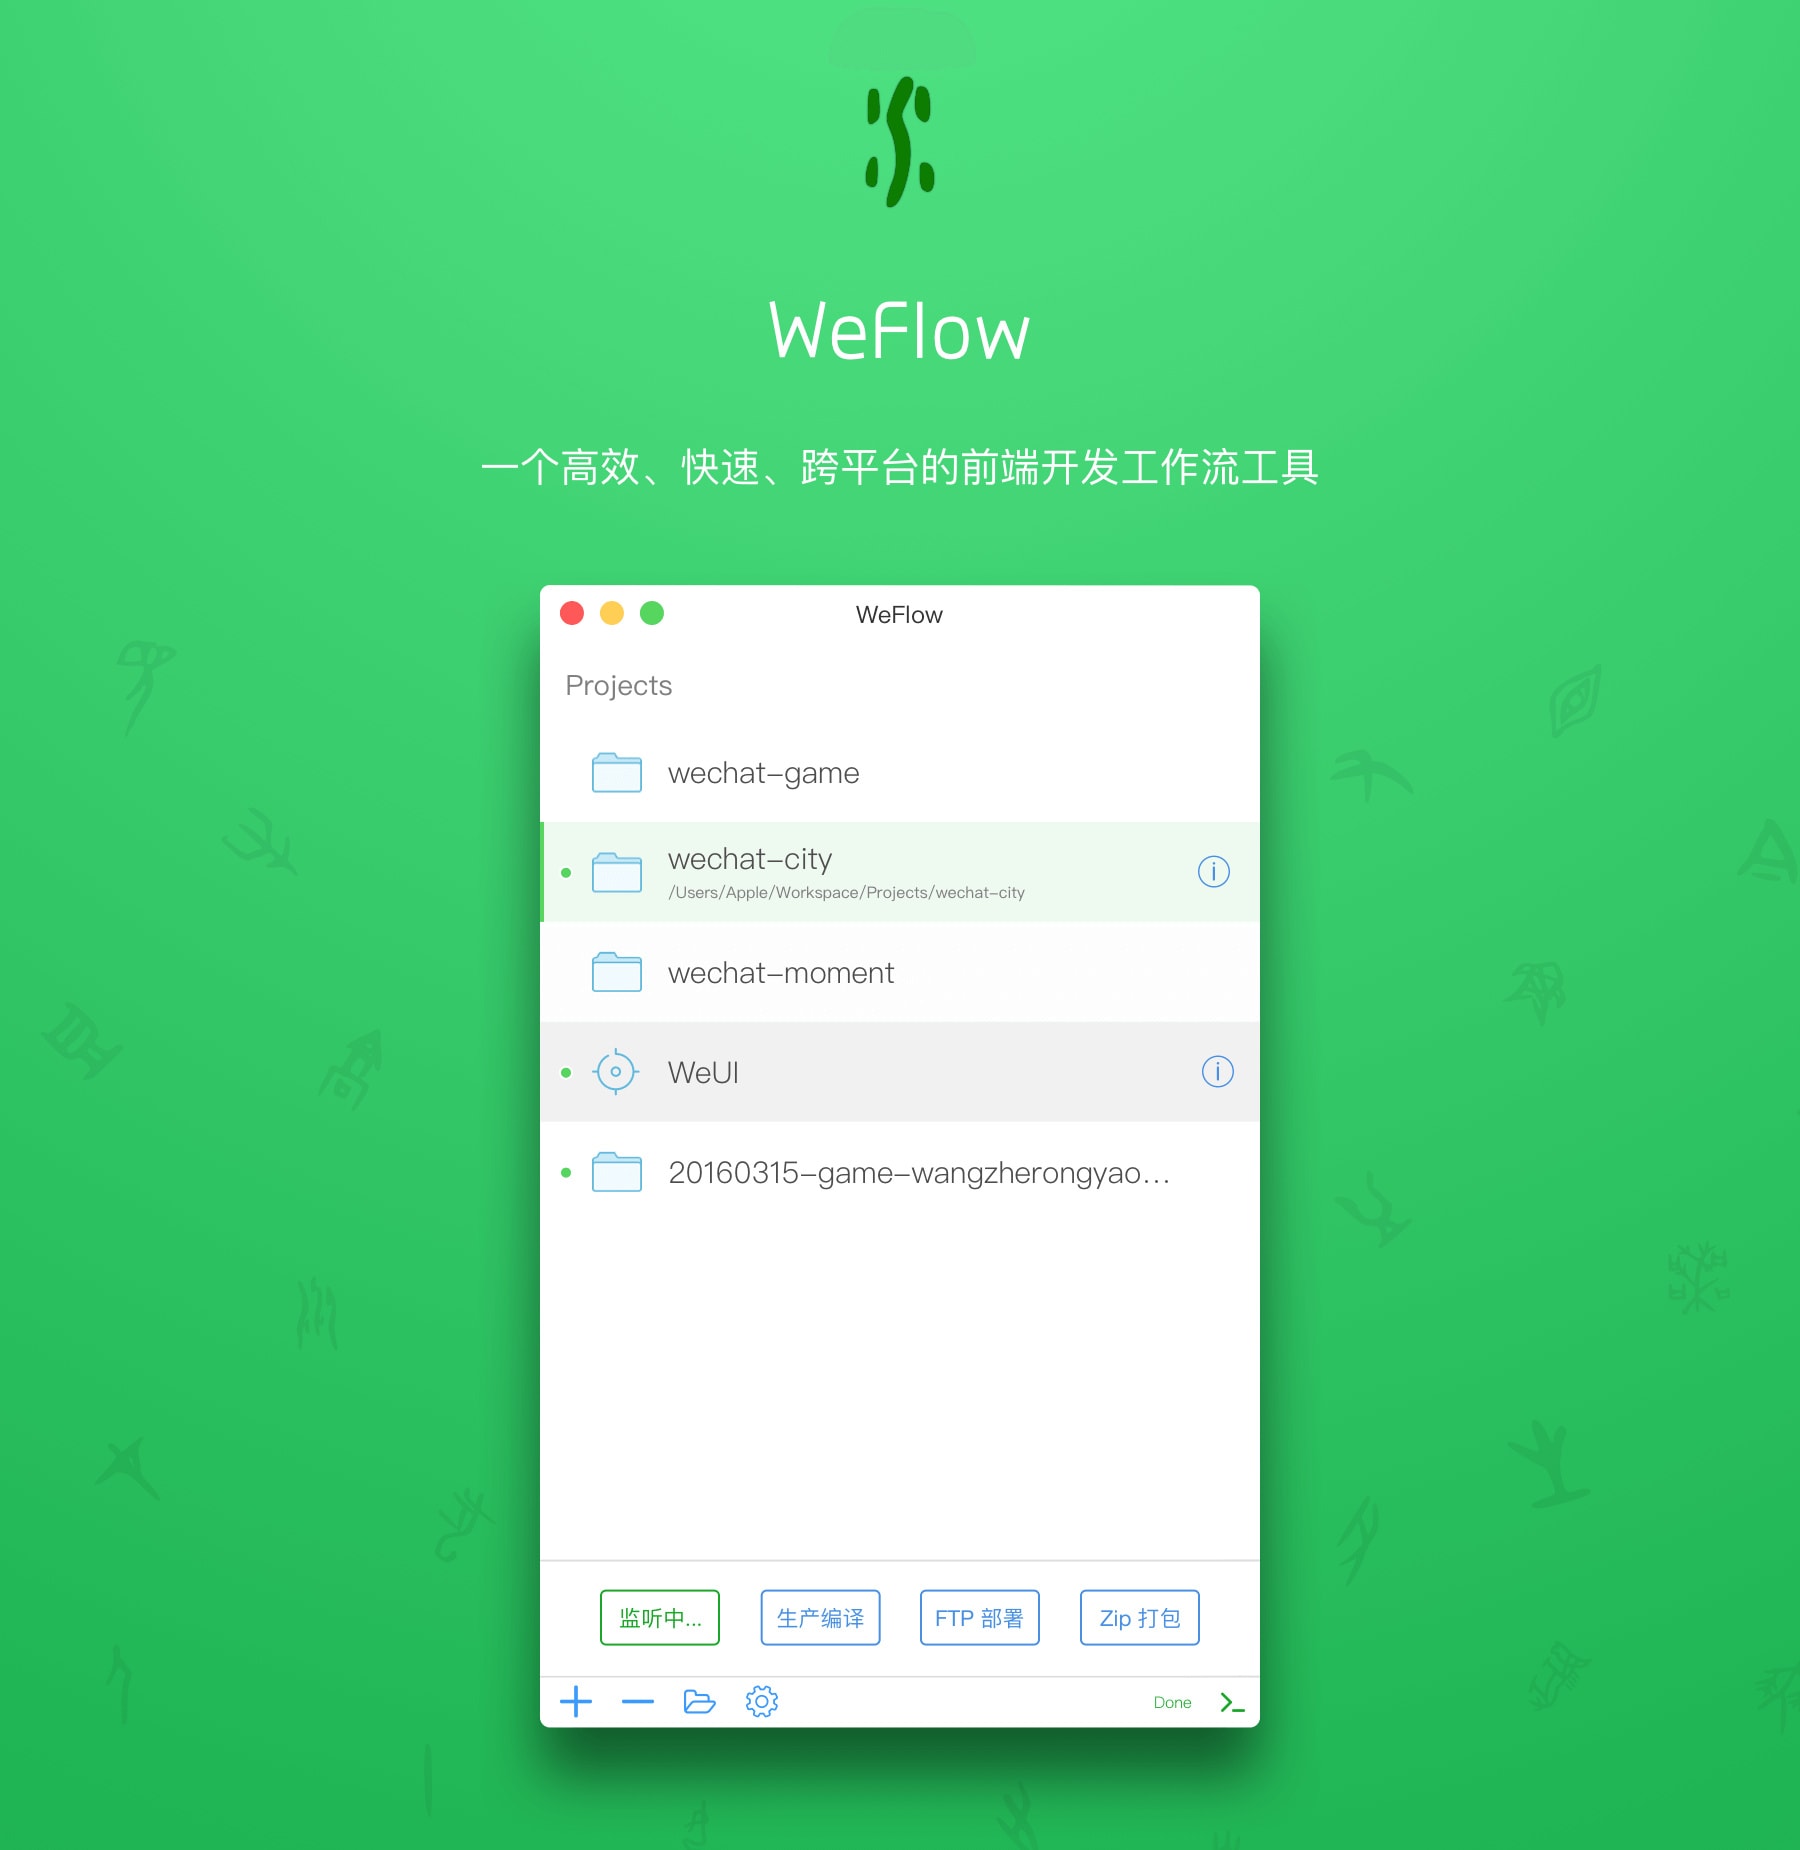 WeFlow
一个高效、快速、跨平台的前端开发工作流工具
WeFlow
Projects
wechat-game
wechat-city
/Users/Apple/Workspace/Projects/wechat-city
wechat-moment
WeUI
20160315-game-wangzherongyao...
监听中... 生产编译 FTP 部署 Zip 打包
Done